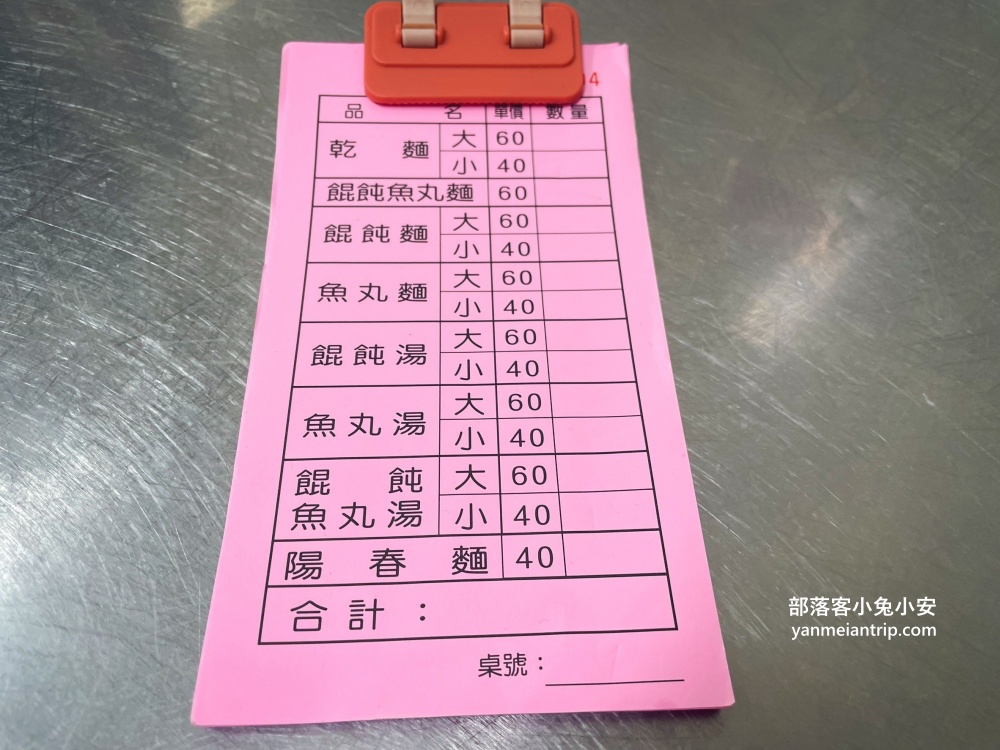 4
品 名 單價 數量
乾 麵 大 60
小 40
餛飩魚丸麵 60
餛飩麵 大 60
小 40
魚丸麵 大 60
小 40
餛飩湯 大 60
小 40
魚丸湯 大 60
小 40
餛 飩 大 60
魚丸湯 小 40
陽 春 麵 40
合計：
桌號：
部落客小兔小安
yanmeiantrip.com